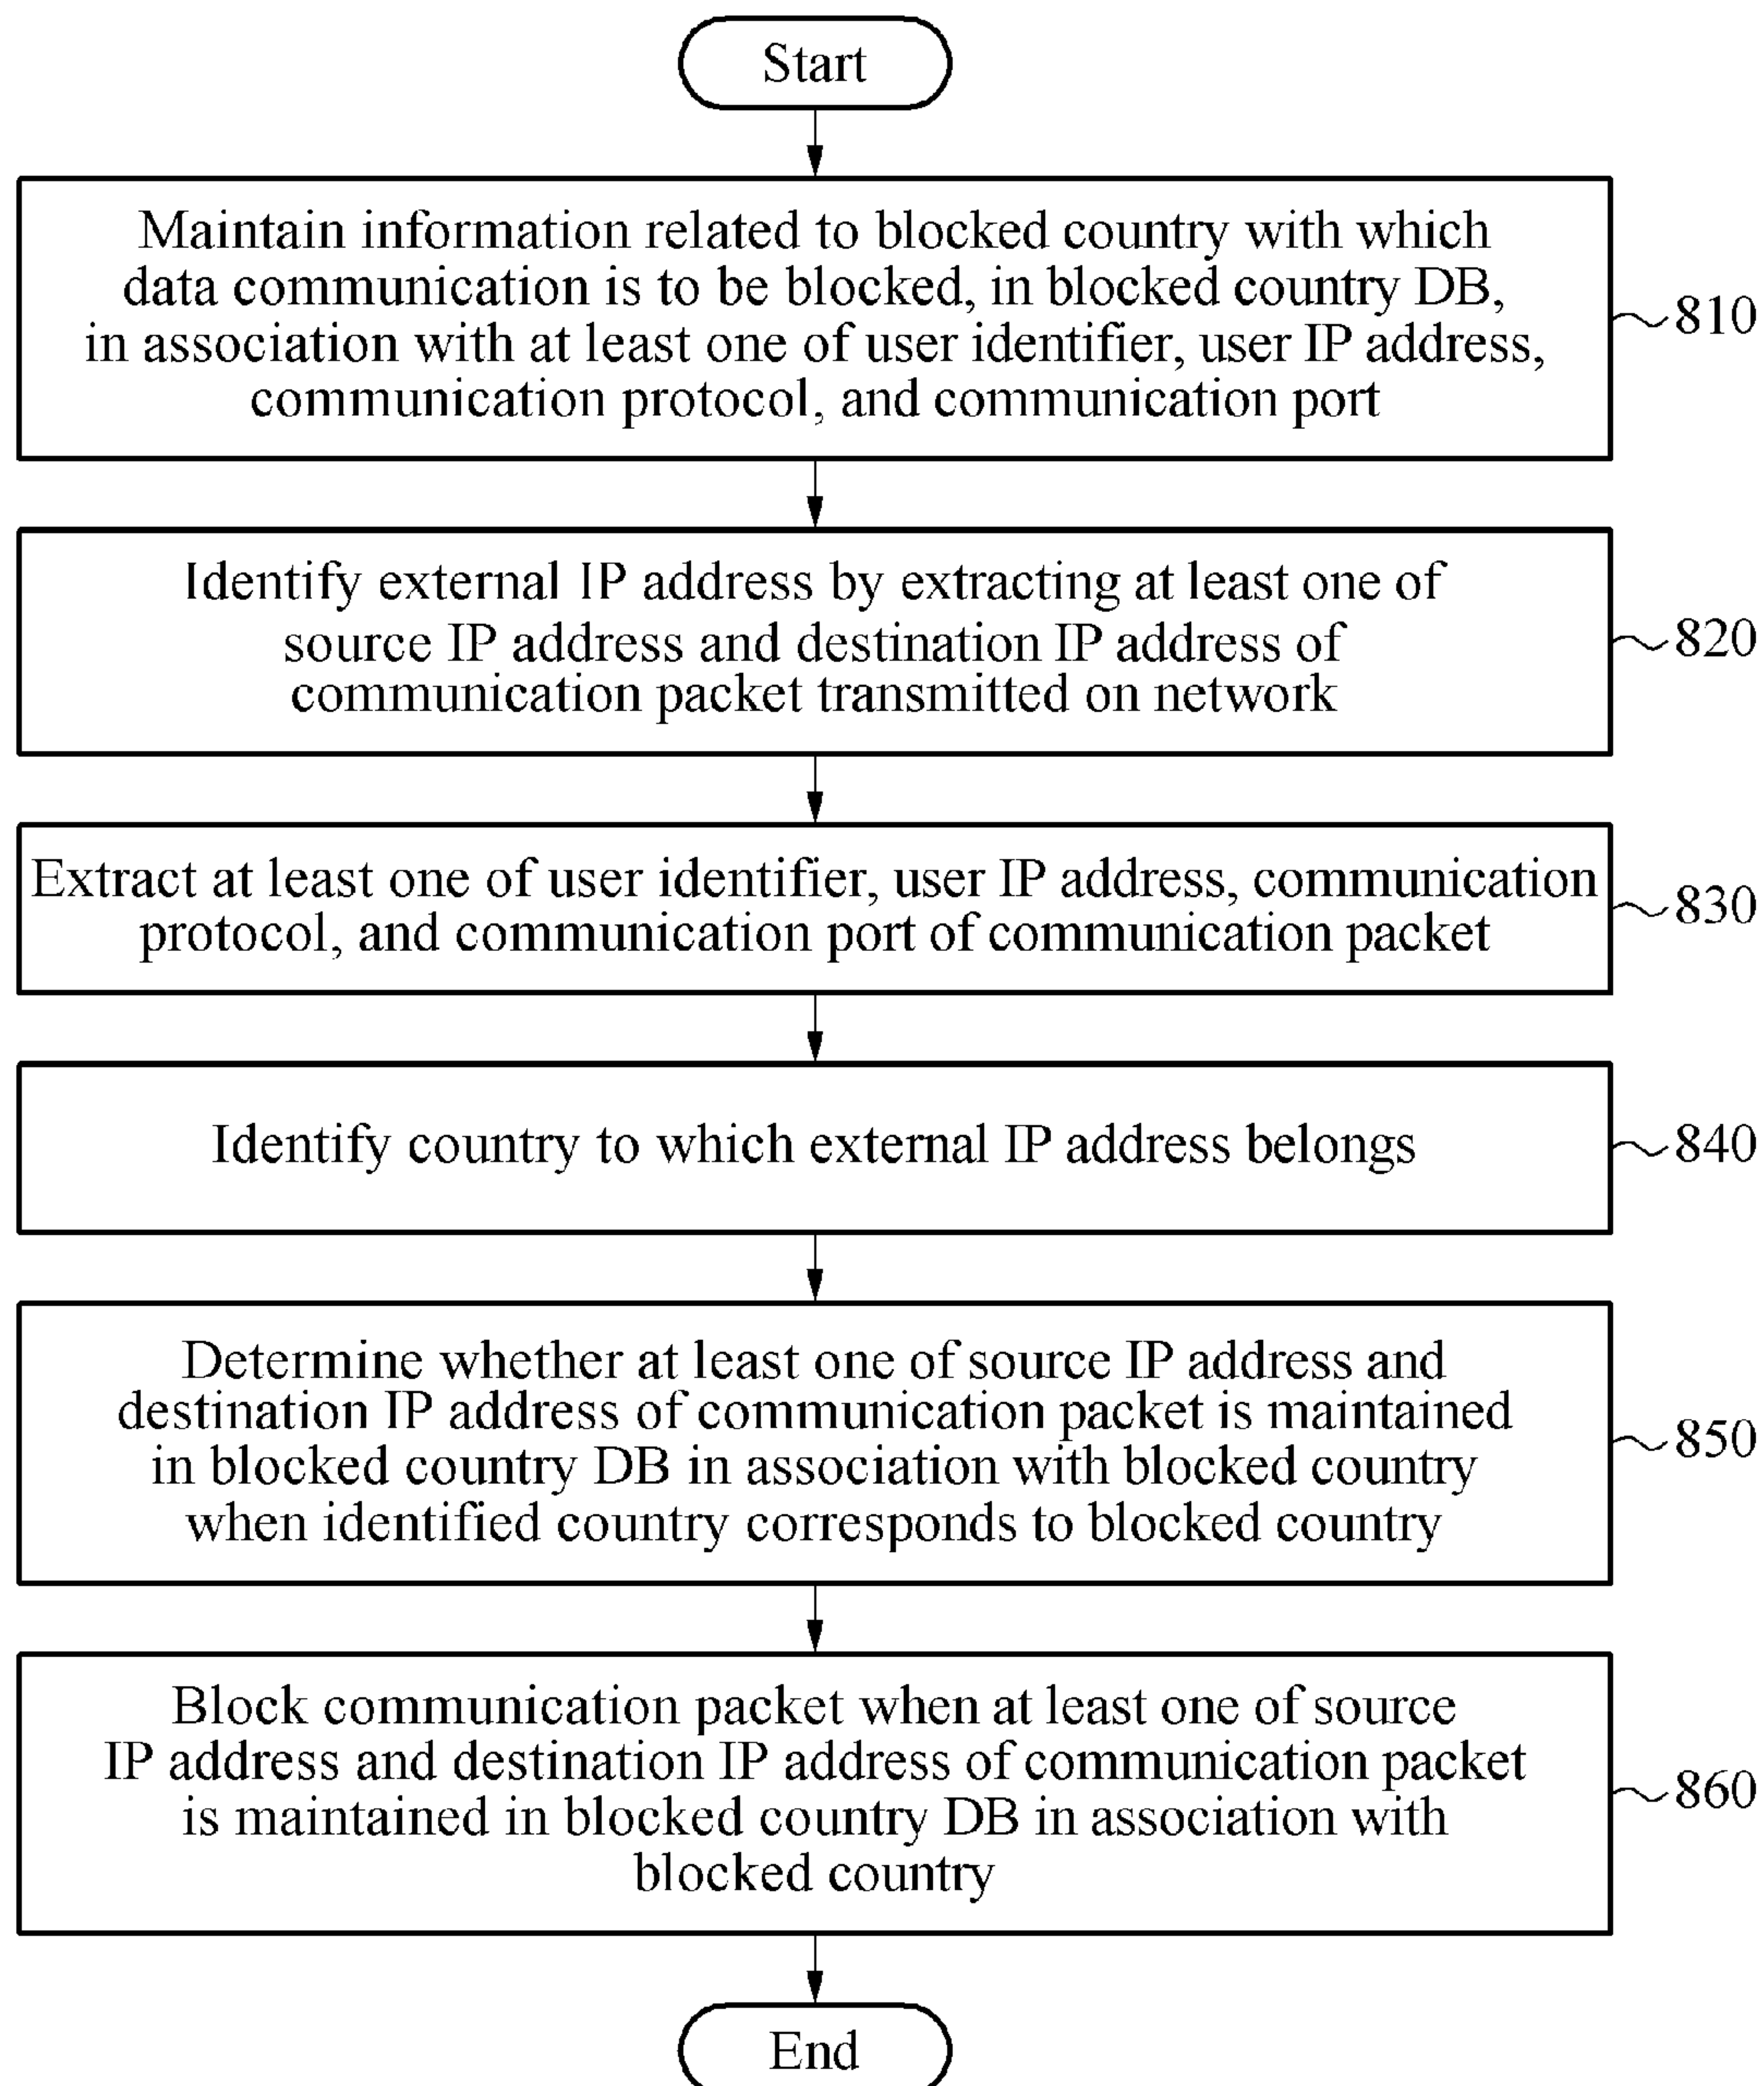 Start
Maintain information related to blocked country with which
data communication is to be blocked, in blocked country DB,
in association with at least one of user identifier, user IP address,
communication protocol, and communication port
810
Identify external IP address by extracting at least one of
source IP address and destination IP address of
communication packet transmitted on network
820
Extract at least one of user identifier, user IP address, communication
protocol, and communication port of communication packet
830
Identify country to which external IP address belongs
840
Determine whether at least one of source IP address and
destination IP address of communication packet is maintained
in blocked country DB in association with blocked country
when identified country corresponds to blocked country
850
Block communication packet when at least one of source
IP address and destination IP address of communication packet
is maintained in blocked country DB in association with
blocked country
860
End